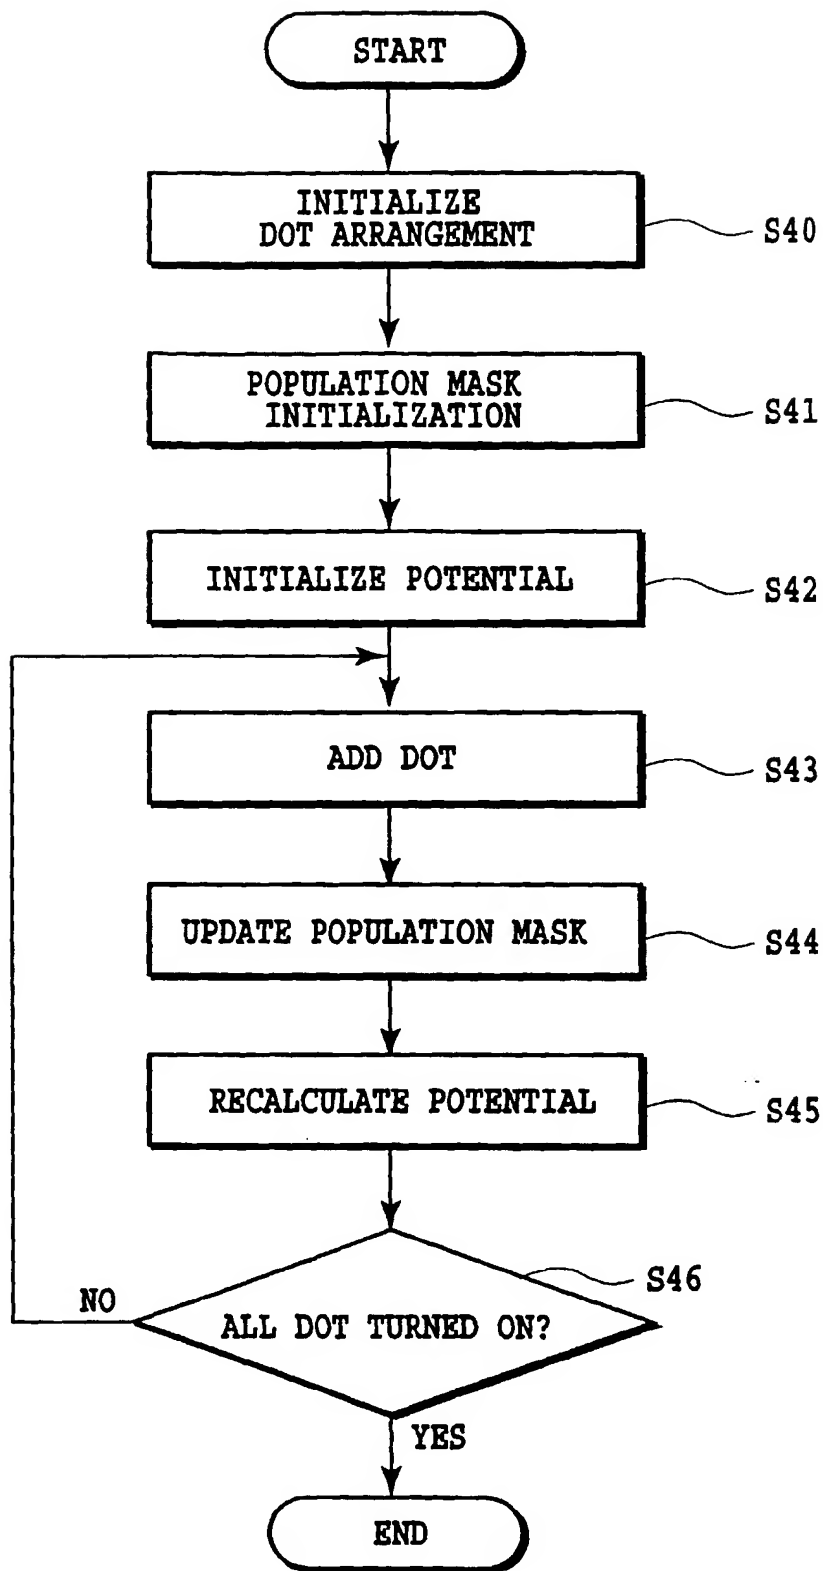 START
INITIALIZE
DOT ARRANGEMENT
S40
POPULATION MASK
INITIALIZATION
S41
INITIALIZE POTENTIAL
S42
ADD DOT
S43
UPDATE POPULATION MASK
S44
RECALCULATE POTENTIAL
S45
S46
NO
ALL DOT TURNED ON?
YES
END